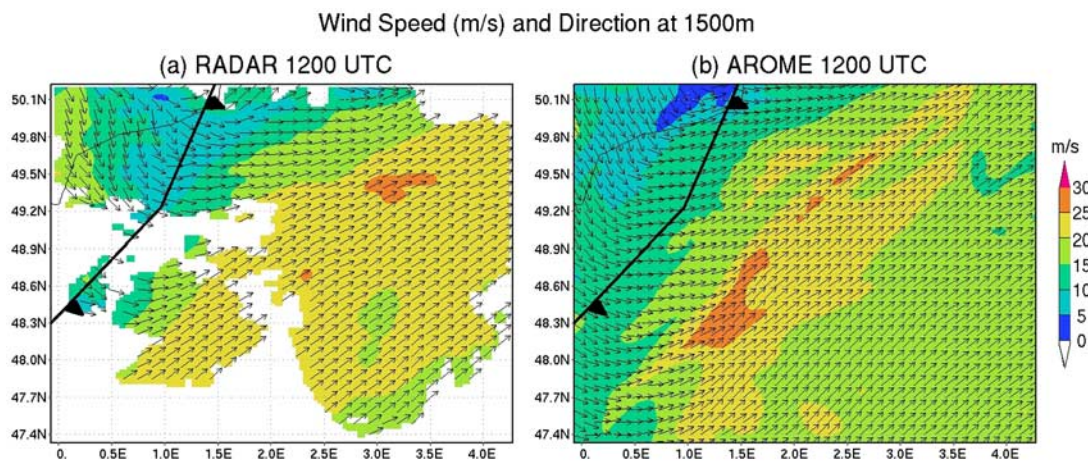 Wind Speed (m/s) and Direction at 1500m
(a) RADAR 1200 UTC
(b) AROME 1200 UTC
50.1N
49.8N
49.5N
49.2N
48.9N
48.6N
48.3N
48.0N
47.7N
47.4N
0. 0.5E 1.0E 1.5E 2.0E 2.5E 3.0E 3.5E 4.0E
50.1N
49.8N
49.5N
49.2N
48.9N
48.6N
48.3N
48.0N
47.7N
47.4N
0. 0.5E 1.0E 1.5E 2.0E 2.5E 3.0E 3.5E 4.0E
m/s
30
25
20
15
10
5
0